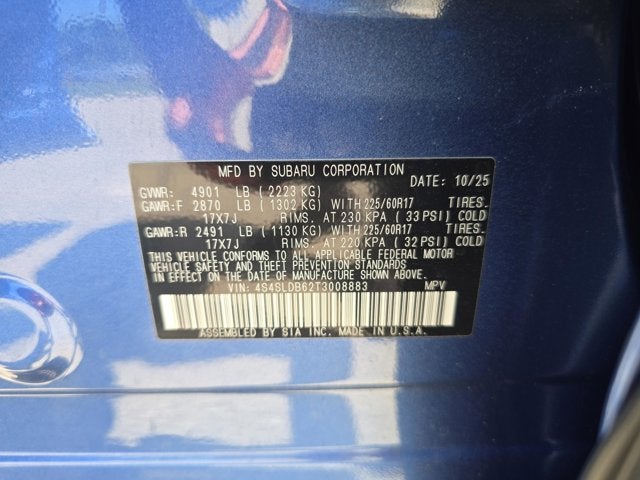 MFD BY SUBARU CORPORATION
DATE: 10/25
GVWR: 4901 LB (2223 KG)
GAWR:F 2870 LB (1302 KG) WITH 225/60R17 TIRES.
17X7J RIMS. AT 230 KPA (33 PSI) COLD
GAWR:R 2491 LB (1130 KG) WITH 225/60R17 TIRES.
17X7J RIMS. AT 220 KPA (32 PSI) COLD
THIS VEHICLE CONFORMS TO ALL APPLICABLE FEDERAL MOTOR
VEHICLE SAFETY AND THEFT PREVENTION STANDARDS
IN EFFECT ON THE DATE OF MANUFACTURE SHOWN ABOVE.
VIN: 4S4SLDB62T3008883 MPV
ASSEMBLED BY SIA INC. MADE IN U.S.A.